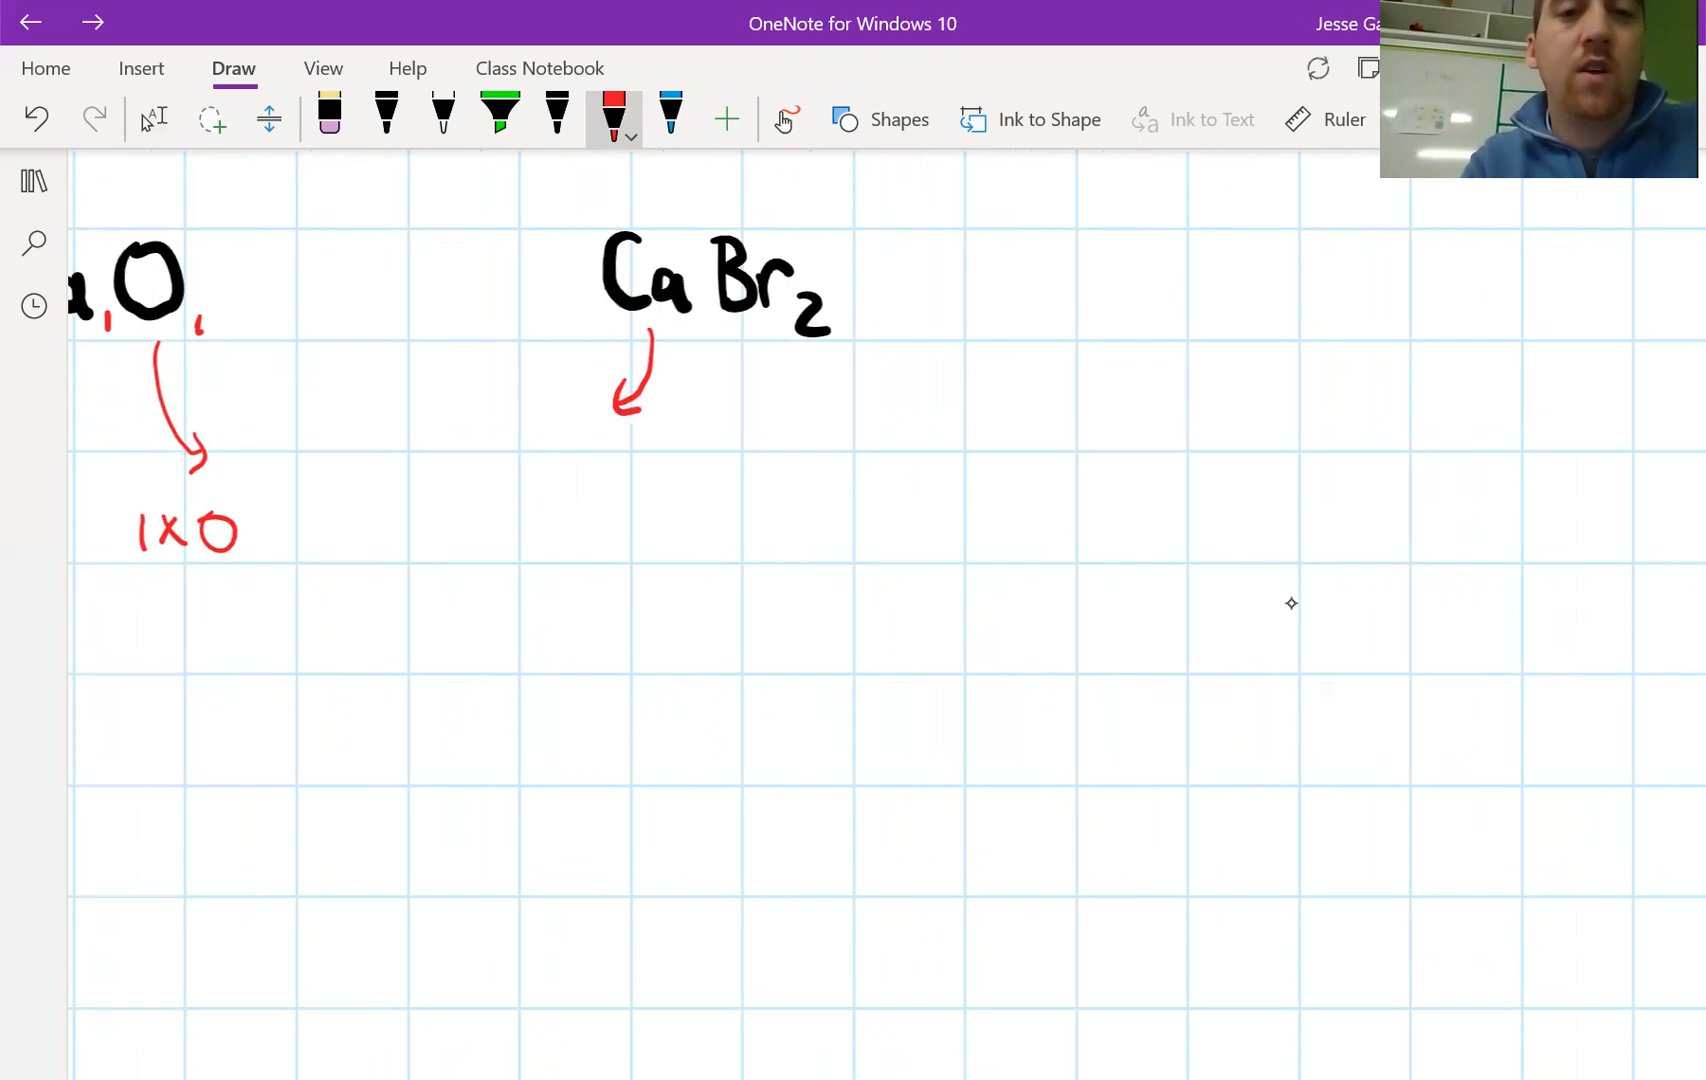 OneNote for Windows 10
Jesse Ga
Home Insert Draw View Help Class Notebook
AI Shapes Ink to Shape a Ink to Text Ruler
a,O, CaBr2
1xO